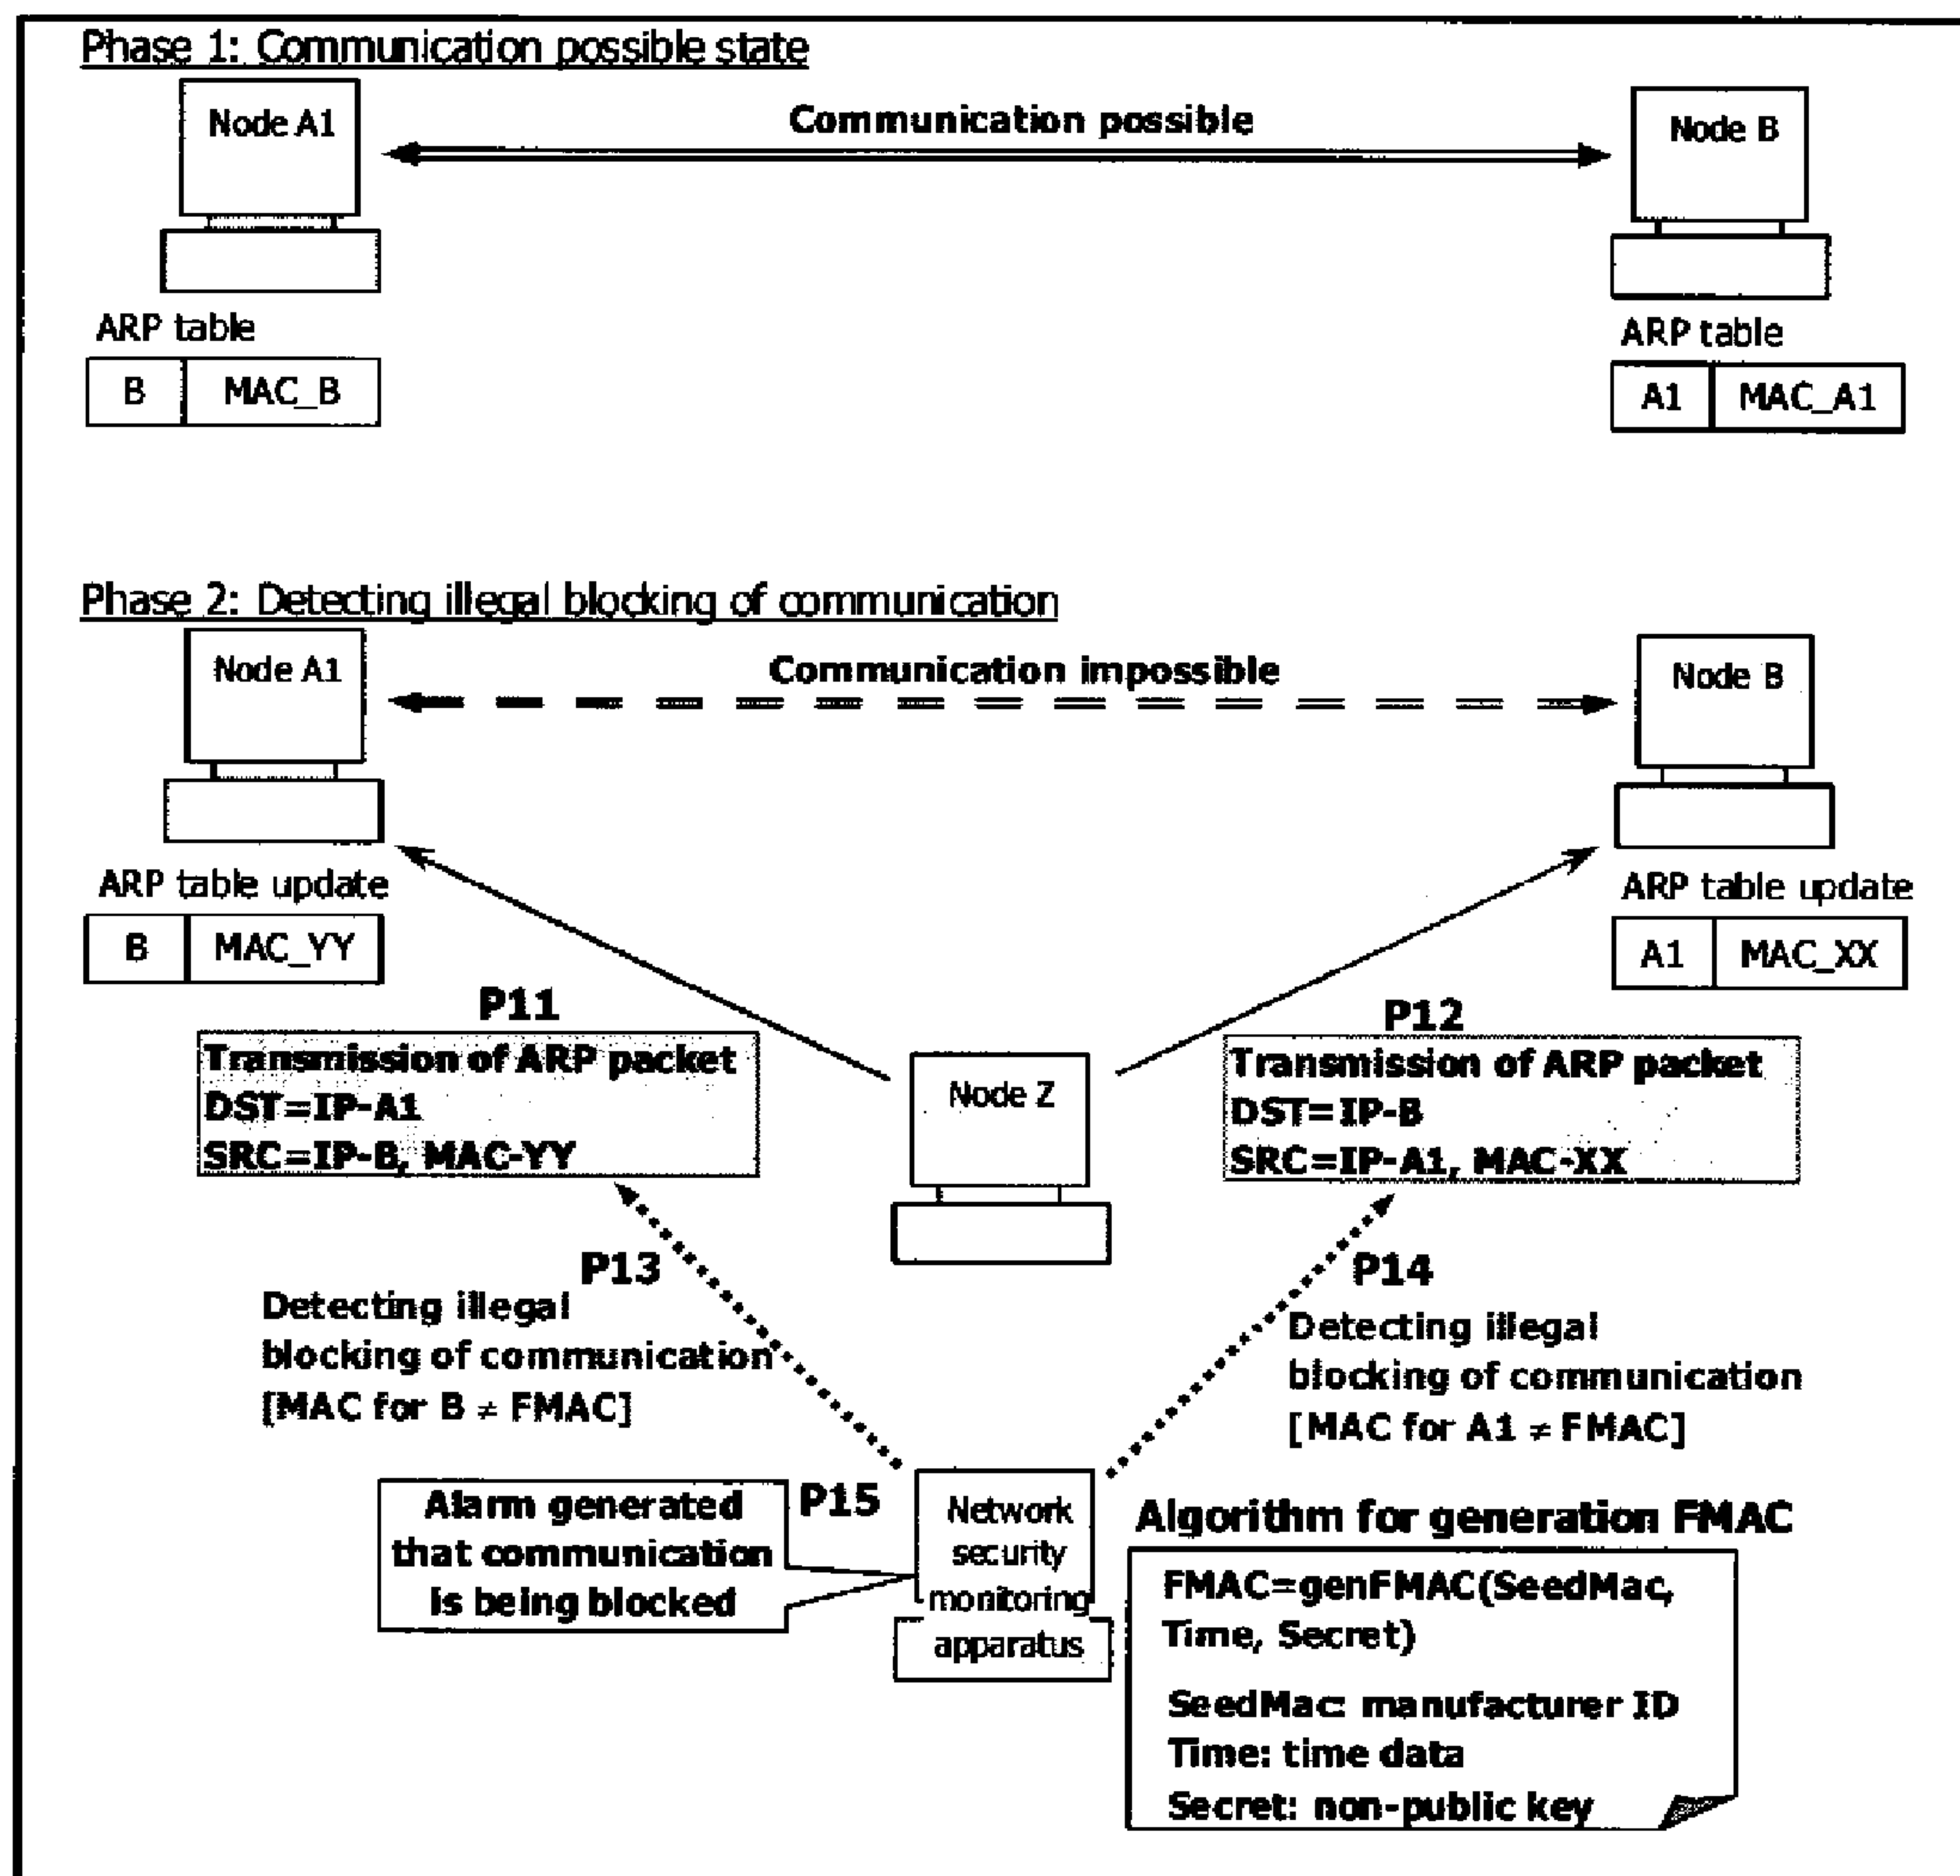 Phase 1: Communication possible state
Node A1
Communication possible
Node B
ARP table
B MAC_B
ARP table
A1 MAC_A1
Phase 2: Detecting illegal blocking of communication
Node A1
Communication impossible
Node B
ARP table update
B MAC_YY
ARP table update
A1 MAC_XX
P11
Transmission of ARP packet
DST=IP-A1
SRC=IP-B, MAC-YY
Node Z
P12
Transmission of ARP packet
DST=IP-B
SRC=IP-A1, MAC-XX
P13
Detecting illegal
blocking of communication
[MAC for B ≠ FMAC]
P14
Detecting illegal
blocking of communication
[MAC for A1 ≠ FMAC]
P15
Alarm generated
that communication
is being blocked
Network
security
monitoring
apparatus
Algorithm for generation FMAC
FMAC=genFMAC(SeedMac,
Time, Secret)
SeedMac: manufacturer ID
Time: time data
Secret: non-public key